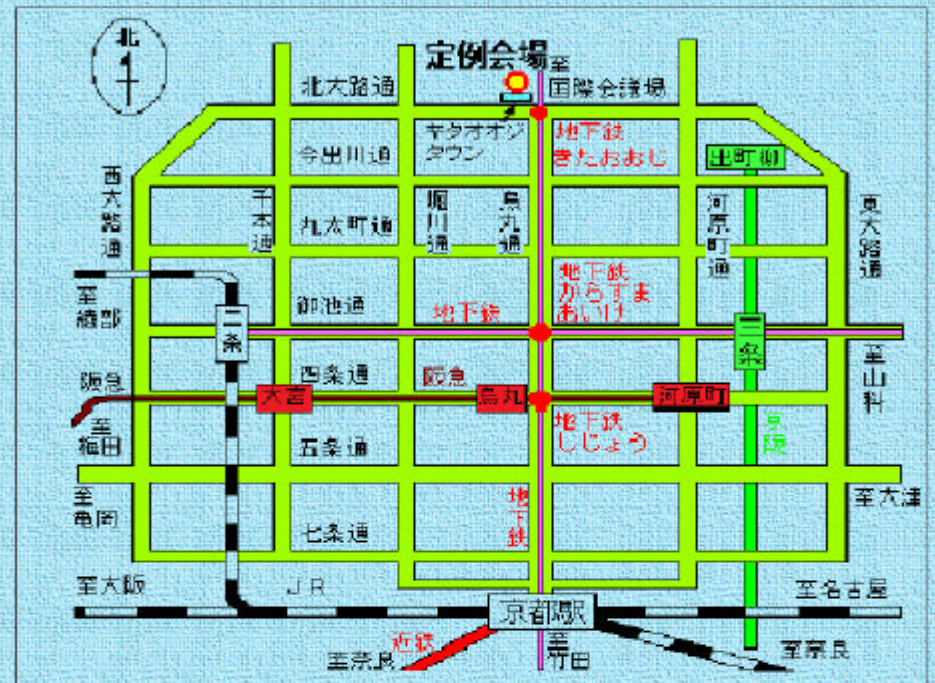 北
定例会場
至
国際会議場
北大路通
キタオオジ
タウン
地下鉄
きたおおじ
出町柳
今出川通
西大路通
千本通
堀川通
烏丸通
河原町通
東大路通
丸太町通
至
綾部
二条
御池通
地下鉄
地下鉄
からすま
おいけ
三条
至山科
阪急
四条通
阪急
大宮
烏丸
河原町
至
梅田
地下鉄
しじょう
京阪
五条通
至
亀岡
至大津
地下鉄
七条通
至大阪
JR
京都駅
至名古屋
近鉄
至奈良
至
竹田
至奈良